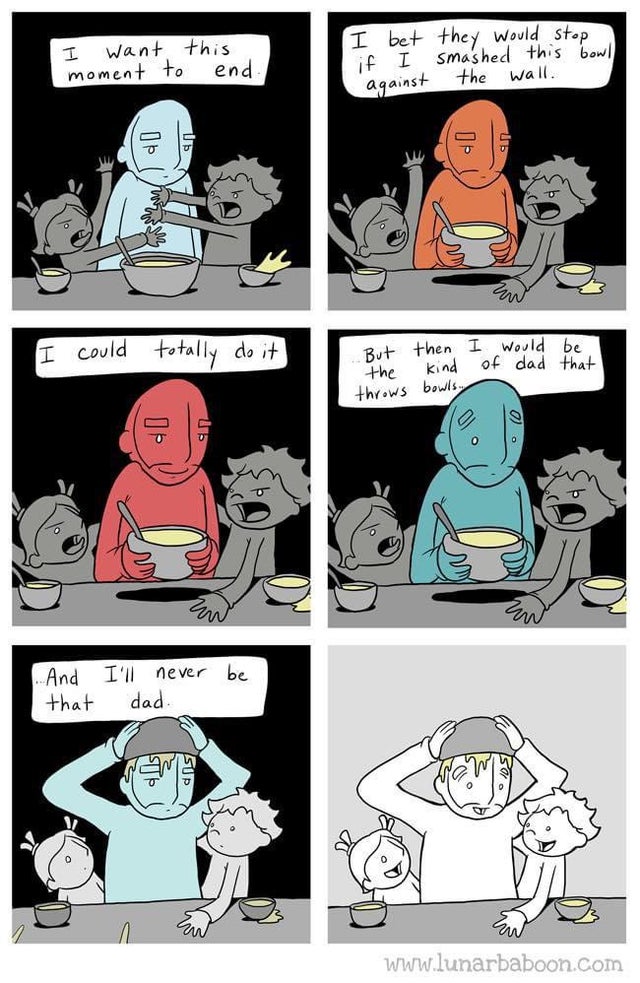 I want this
moment to end.
I bet they would stop
if I smashed this bowl
against the wall.
I could totally do it
..But then I would be
the kind of dad that
throws bowls...
..And I'll never be
that dad.
www.lunarbaboon.com